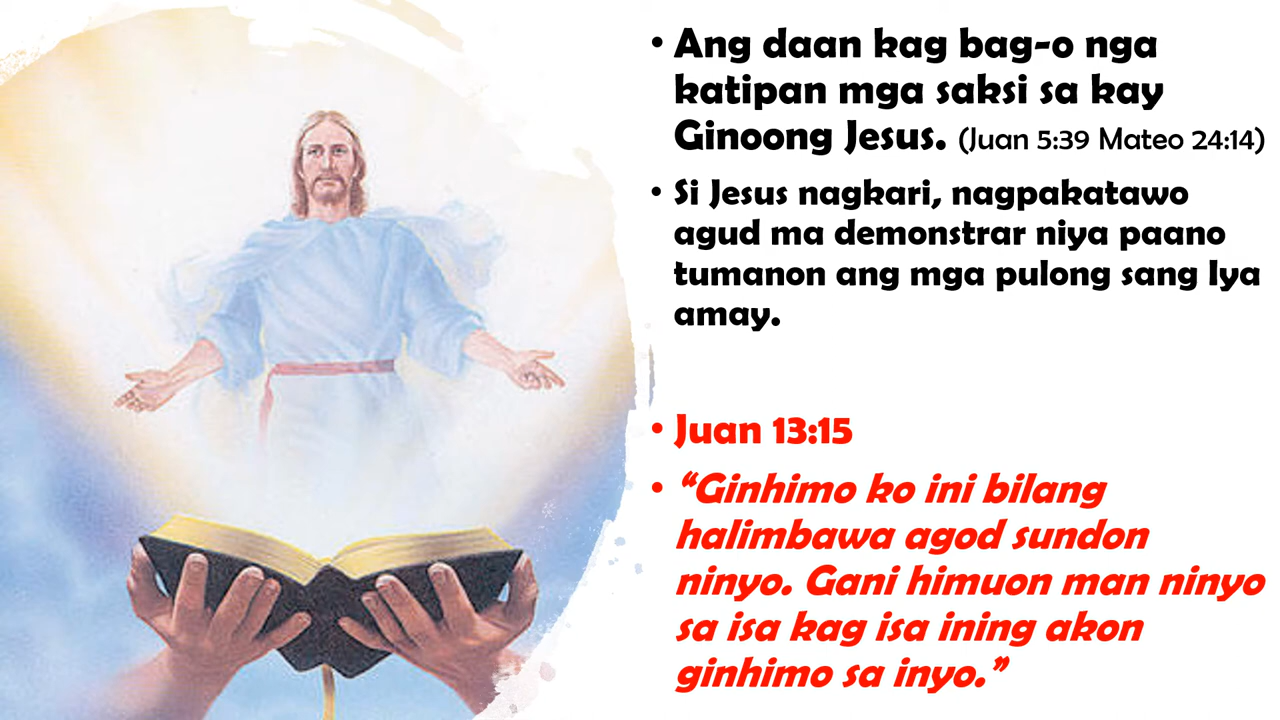 • Ang daan kag bag-o nga
katipan mga saksi sa kay
Ginoong Jesus. (Juan 5:39 Mateo 24:14)
• Si Jesus nagkari, nagpakatawo
agud ma demonstrar niya paano
tumanon ang mga pulong sang Iya
amay.
• Juan 13:15
• “Ginhimo ko ini bilang
halimbawa agod sundon
ninyo. Gani himuon man ninyo
sa isa kag isa ining akon
ginhimo sa inyo.”